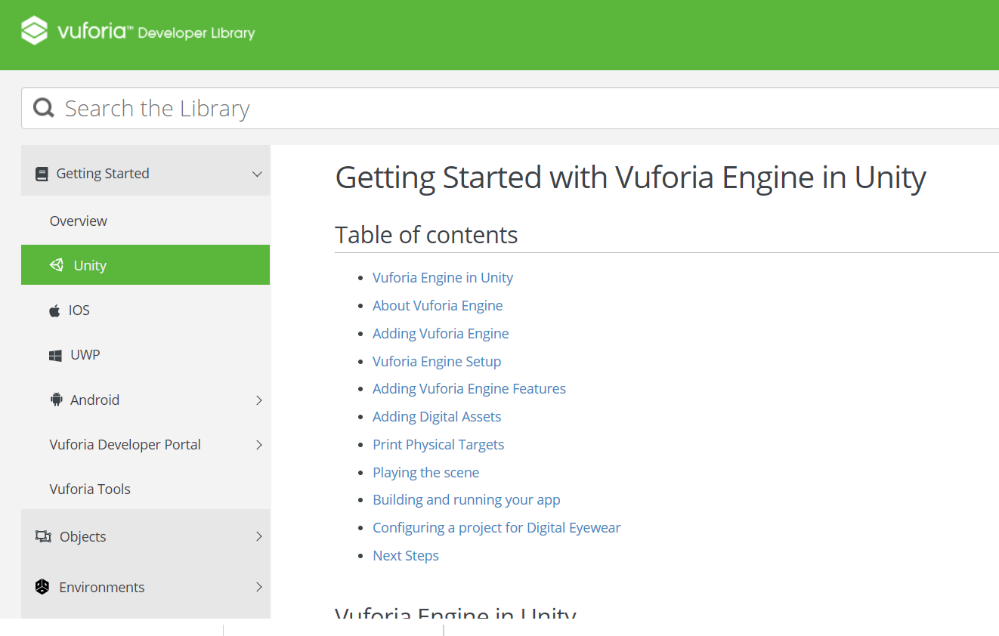 vuforia™ Developer Library
Search the Library
Getting Started
Overview
Unity
IOS
UWP
Android
Vuforia Developer Portal
Vuforia Tools
Objects
Environments
Getting Started with Vuforia Engine in Unity
Table of contents
Vuforia Engine in Unity
About Vuforia Engine
Adding Vuforia Engine
Vuforia Engine Setup
Adding Vuforia Engine Features
Adding Digital Assets
Print Physical Targets
Playing the scene
Building and running your app
Configuring a project for Digital Eyewear
Next Steps
Vuforia Engine in Unity